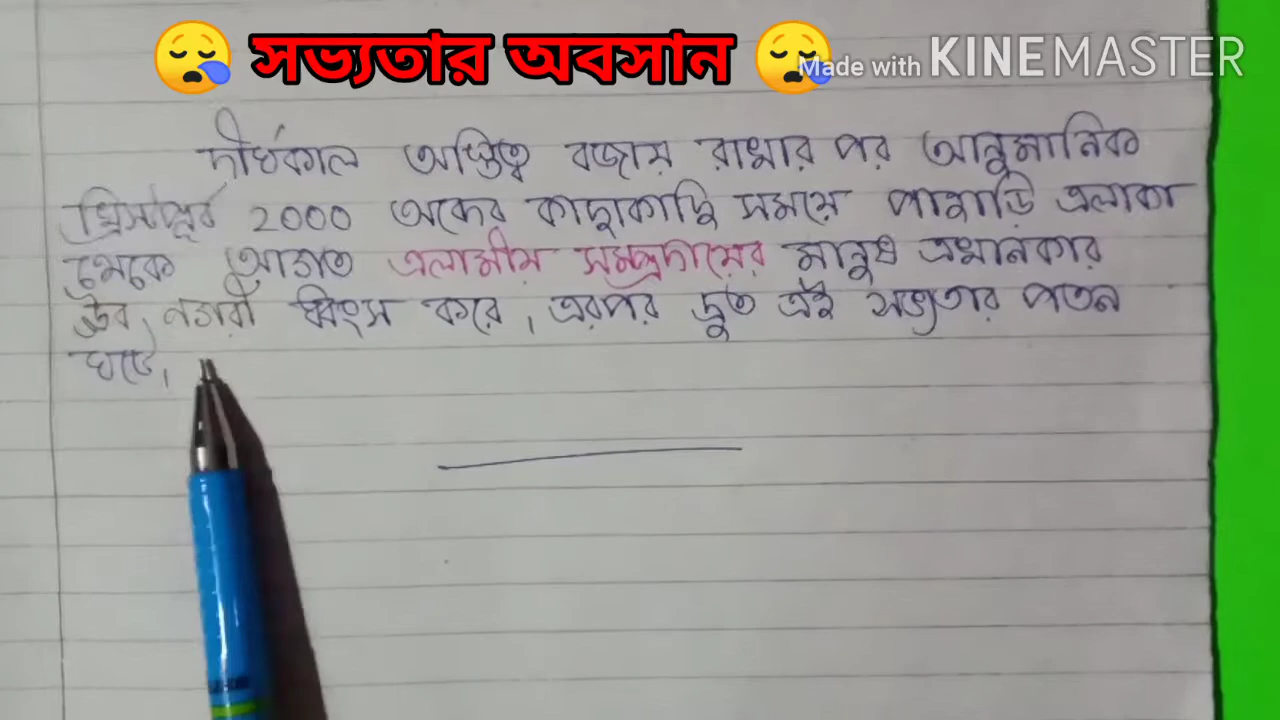 😪 সভ্যতার অবসান 😪
Made with KINEMASTER
দীর্ঘকাল অস্তিত্ব বজায় রাখার পর আনুমানিক
খ্রিস্টপূর্ব 2000 অব্দের কাছাকাছি সময়ে পাহাড়ি এলাকা
থেকে আগত এলামীয় সম্প্রদায়ের মানুষ এখানকার
উর নগরী ধ্বংস করে। এরপর দ্রুত এই সভ্যতার পতন
ঘটে।